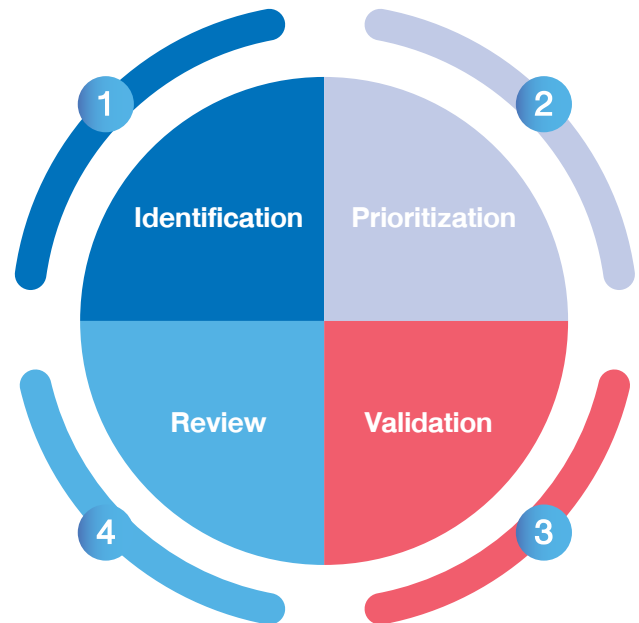 1
2
Identification
Prioritization
Review
Validation
4
3